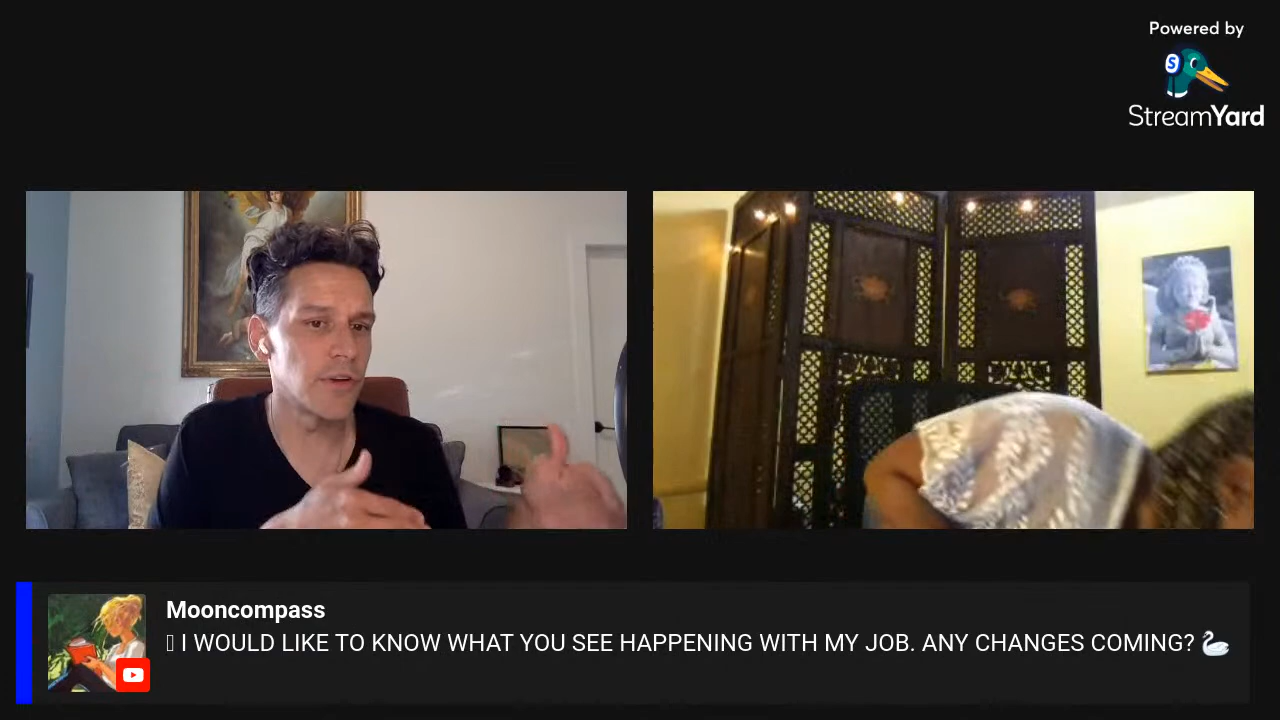 Powered by
S
StreamYard
Mooncompass
I WOULD LIKE TO KNOW WHAT YOU SEE HAPPENING WITH MY JOB. ANY CHANGES COMING? 🦢